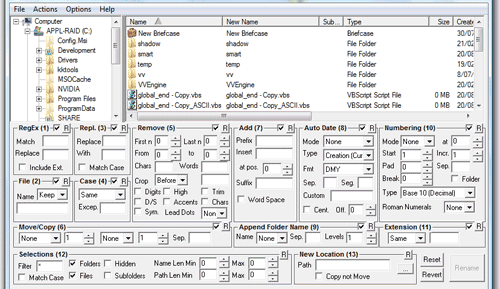 File Actions Options Help
Computer
APPL-RAID (C:)
Config.Msi
Development
Drivers
kktools
MSOCache
NVIDIA
Program Files
ProgramData
SHARE
Name New Name Sub... Type Size Create
New Briefcase New Briefcase Briefcase 30/07
shadow shadow File Folder 21/02
smart smart File Folder 20/08
temp temp File Folder 19/02
vv vv File Folder 8/07/
VVEngine VVEngine File Folder 20/02
global_end - Copy.vbs global_end - Copy.vbs VBScript Script File 0 MB 20/08
global_end - Copy_ASCII.vbs global_end - Copy_ASCII.vbs VBScript Script File 0 MB 20/08
RegEx (1) R
Match
Replace
Include Ext.
Repl. (3) R
Replace
With
Match Case
Remove (5) R
First n 0 Last n 0
From 0 to 0
Chars Words
Crop Before
Digits High Trim
D/S Accents Chars
Sym. Lead Dots Non
Add (7) R
Prefix
Insert
at pos. 0
Suffix
Word Space
Auto Date (8) R
Mode None
Type Creation (Cur
Fmt DMY
Sep. Seg.
Custom
Cent. Off. 0
Numbering (10) R
Mode None at 0
Start 1 Incr. 1
Pad 0 Sep.
Break 0 Folder
Type Base 10 (Decimal)
Roman Numerals None
File (2) R
Name Keep
Case (4) R
Same
Excep.
Move/Copy (6) R
None 1 None 1 Sep.
Append Folder Name (9) R
Name None Sep. Levels 1
Extension (11) R
Same
Selections (12) R
Filter * Folders Hidden Name Len Min 0 Max 0
Match Case Files Subfolders Path Len Min 0 Max 0
New Location (13) R
Path
...
Copy not Move
Reset
Revert
Rename